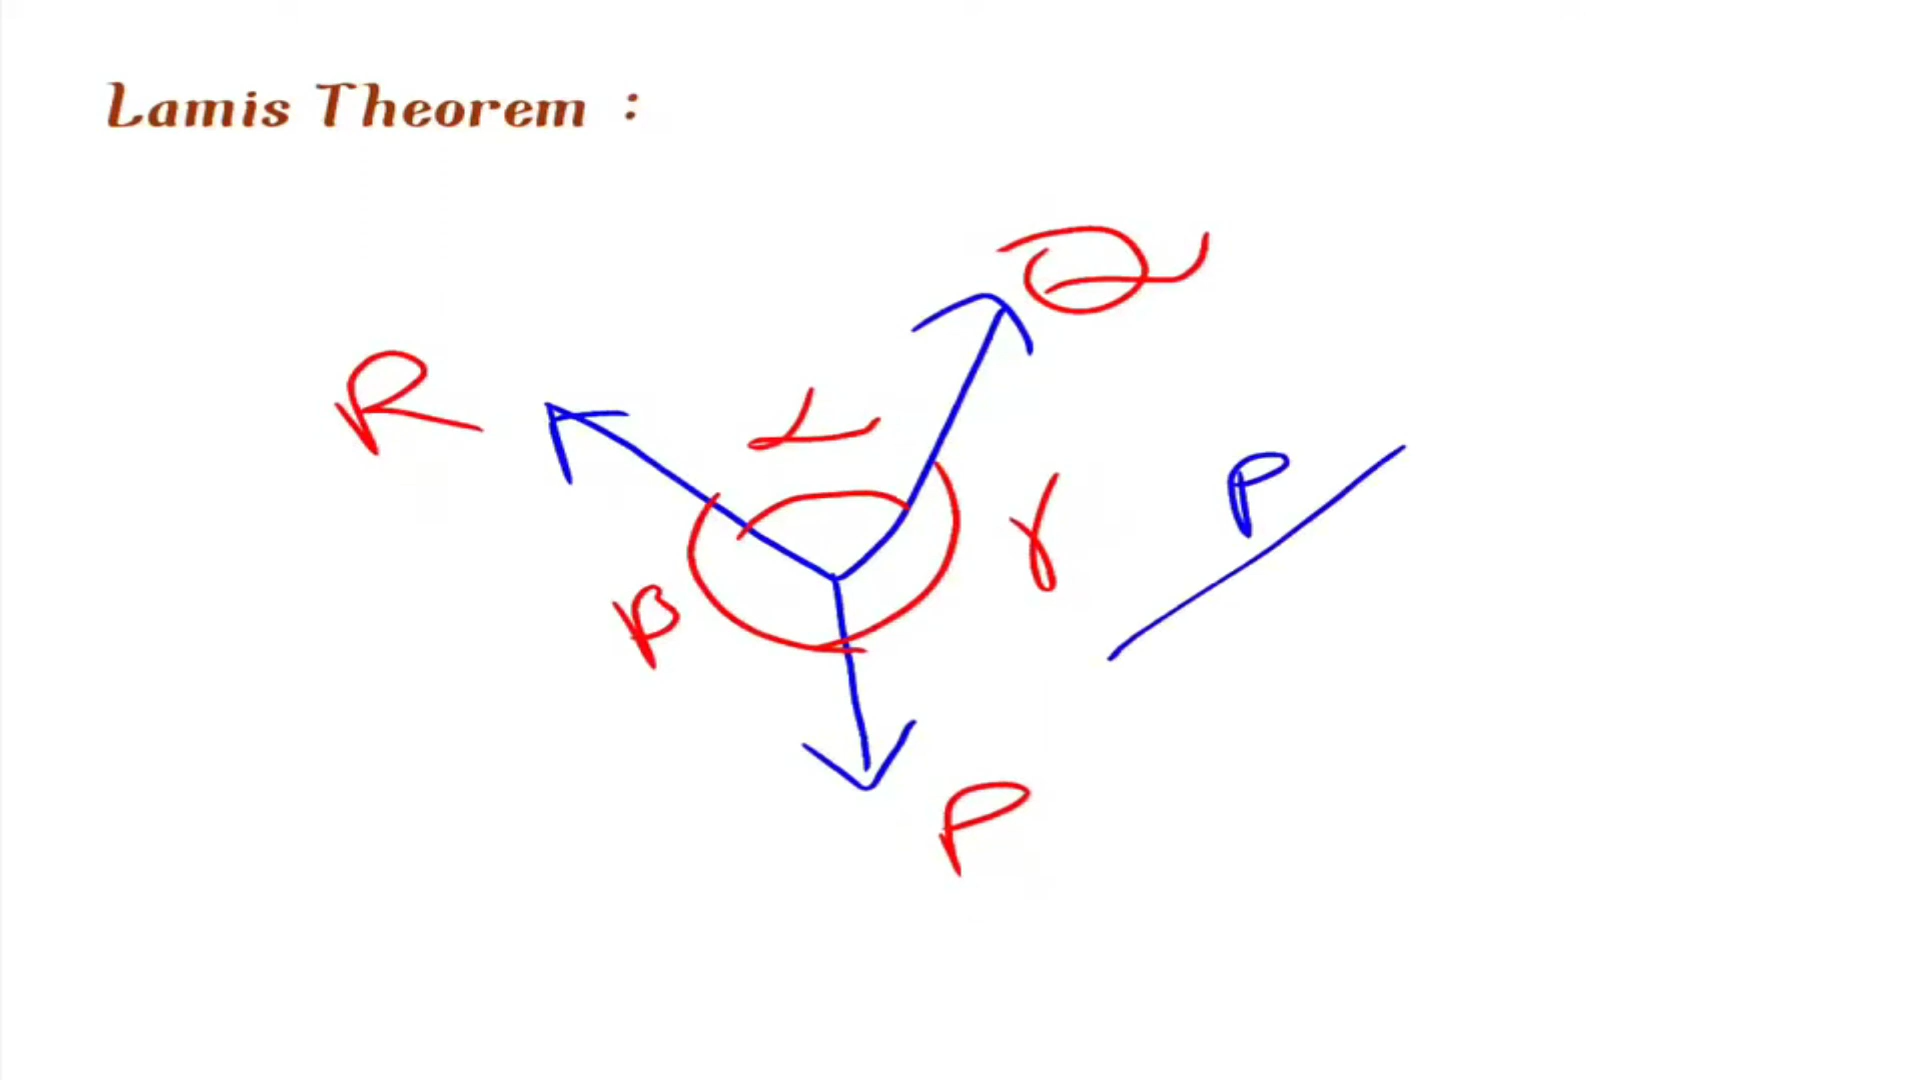 Lamis Theorem :
Q
R
α
P
γ
β
P